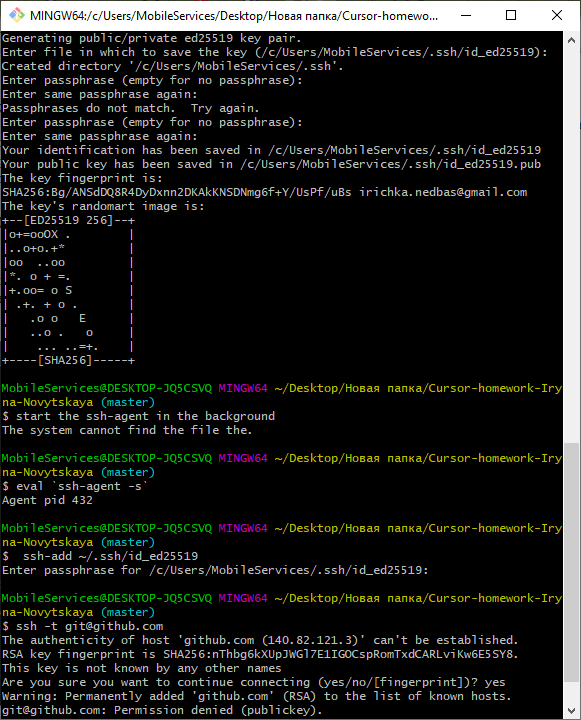 MINGW64:/c/Users/MobileServices/Desktop/Новая папка/Cursor-homewo...
Generating public/private ed25519 key pair.
Enter file in which to save the key (/c/Users/MobileServices/.ssh/id_ed25519):
Created directory '/c/Users/MobileServices/.ssh'.
Enter passphrase (empty for no passphrase):
Enter same passphrase again:
Passphrases do not match.  Try again.
Enter passphrase (empty for no passphrase):
Enter same passphrase again:
Your identification has been saved in /c/Users/MobileServices/.ssh/id_ed25519
Your public key has been saved in /c/Users/MobileServices/.ssh/id_ed25519.pub
The key fingerprint is:
SHA256:Bg/ANSdDQ8R4DyDxnn2DKAkKNSDNmg6f+Y/UsPf/uBs irichka.nedbas@gmail.com
The key's randomart image is:
+--[ED25519 256]--+
|o+=ooOX .        |
|..o+o.+*         |
|oo  ..oo         |
|*. o + =.        |
|+.oo= o S        |
| .+. + o .       |
|   .o o   E      |
|   ..o .   o     |
|    ... ..=+.    |
+----[SHA256]-----+
MobileServices@DESKTOP-JQ5CSVQ MINGW64 ~/Desktop/Новая папка/Cursor-homework-Iry
na-Novytskaya (master)
$ start the ssh-agent in the background
The system cannot find the file the.
MobileServices@DESKTOP-JQ5CSVQ MINGW64 ~/Desktop/Новая папка/Cursor-homework-Iry
na-Novytskaya (master)
$ eval `ssh-agent -s`
Agent pid 432
MobileServices@DESKTOP-JQ5CSVQ MINGW64 ~/Desktop/Новая папка/Cursor-homework-Iry
na-Novytskaya (master)
$  ssh-add ~/.ssh/id_ed25519
Enter passphrase for /c/Users/MobileServices/.ssh/id_ed25519:
MobileServices@DESKTOP-JQ5CSVQ MINGW64 ~/Desktop/Новая папка/Cursor-homework-Iry
na-Novytskaya (master)
$ ssh -t git@github.com
The authenticity of host 'github.com (140.82.121.3)' can't be established.
RSA key fingerprint is SHA256:nThbg6kXUpJWGl7E1IGOCspRomTxdCARLviKw6E5SY8.
This key is not known by any other names
Are you sure you want to continue connecting (yes/no/[fingerprint])? yes
Warning: Permanently added 'github.com' (RSA) to the list of known hosts.
git@github.com: Permission denied (publickey).